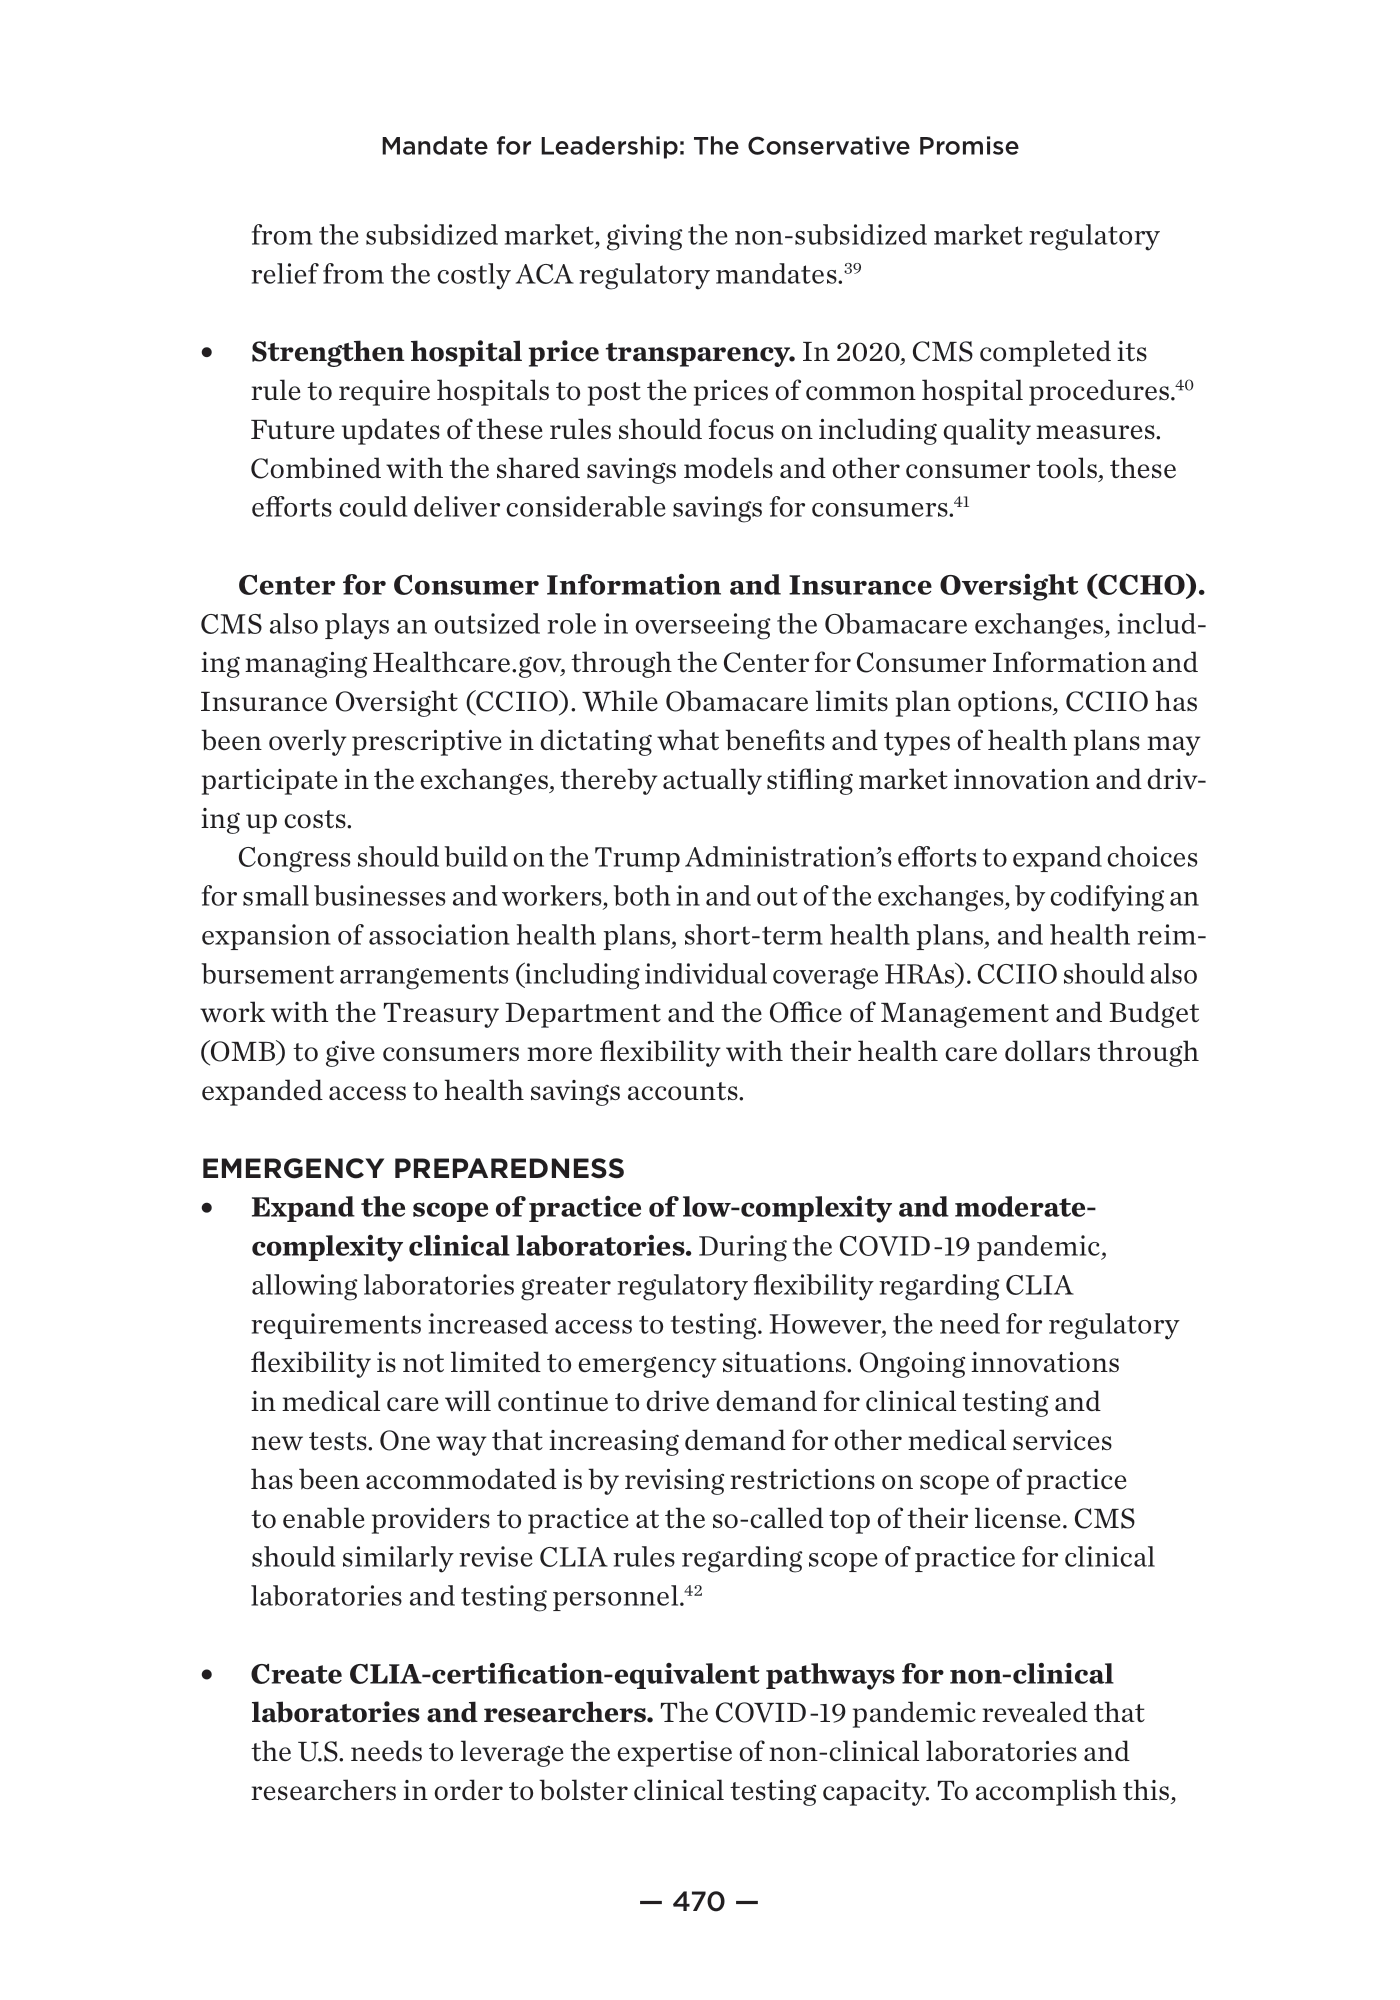 Mandate for Leadership: The Conservative Promise
from the subsidized market, giving the non-subsidized market regulatory
relief from the costly ACA regulatory mandates.39
• Strengthen hospital price transparency. In 2020, CMS completed its
rule to require hospitals to post the prices of common hospital procedures.40
Future updates of these rules should focus on including quality measures.
Combined with the shared savings models and other consumer tools, these
efforts could deliver considerable savings for consumers.41
Center for Consumer Information and Insurance Oversight (CCHO).
CMS also plays an outsized role in overseeing the Obamacare exchanges, includ-
ing managing Healthcare.gov, through the Center for Consumer Information and
Insurance Oversight (CCIIO). While Obamacare limits plan options, CCIIO has
been overly prescriptive in dictating what benefits and types of health plans may
participate in the exchanges, thereby actually stifling market innovation and driv-
ing up costs.
Congress should build on the Trump Administration’s efforts to expand choices
for small businesses and workers, both in and out of the exchanges, by codifying an
expansion of association health plans, short-term health plans, and health reim-
bursement arrangements (including individual coverage HRAs). CCIIO should also
work with the Treasury Department and the Office of Management and Budget
(OMB) to give consumers more flexibility with their health care dollars through
expanded access to health savings accounts.
EMERGENCY PREPAREDNESS
• Expand the scope of practice of low-complexity and moderate-
complexity clinical laboratories. During the COVID-19 pandemic,
allowing laboratories greater regulatory flexibility regarding CLIA
requirements increased access to testing. However, the need for regulatory
flexibility is not limited to emergency situations. Ongoing innovations
in medical care will continue to drive demand for clinical testing and
new tests. One way that increasing demand for other medical services
has been accommodated is by revising restrictions on scope of practice
to enable providers to practice at the so-called top of their license. CMS
should similarly revise CLIA rules regarding scope of practice for clinical
laboratories and testing personnel.42
• Create CLIA-certification-equivalent pathways for non-clinical
laboratories and researchers. The COVID-19 pandemic revealed that
the U.S. needs to leverage the expertise of non-clinical laboratories and
researchers in order to bolster clinical testing capacity. To accomplish this,
— 470 —